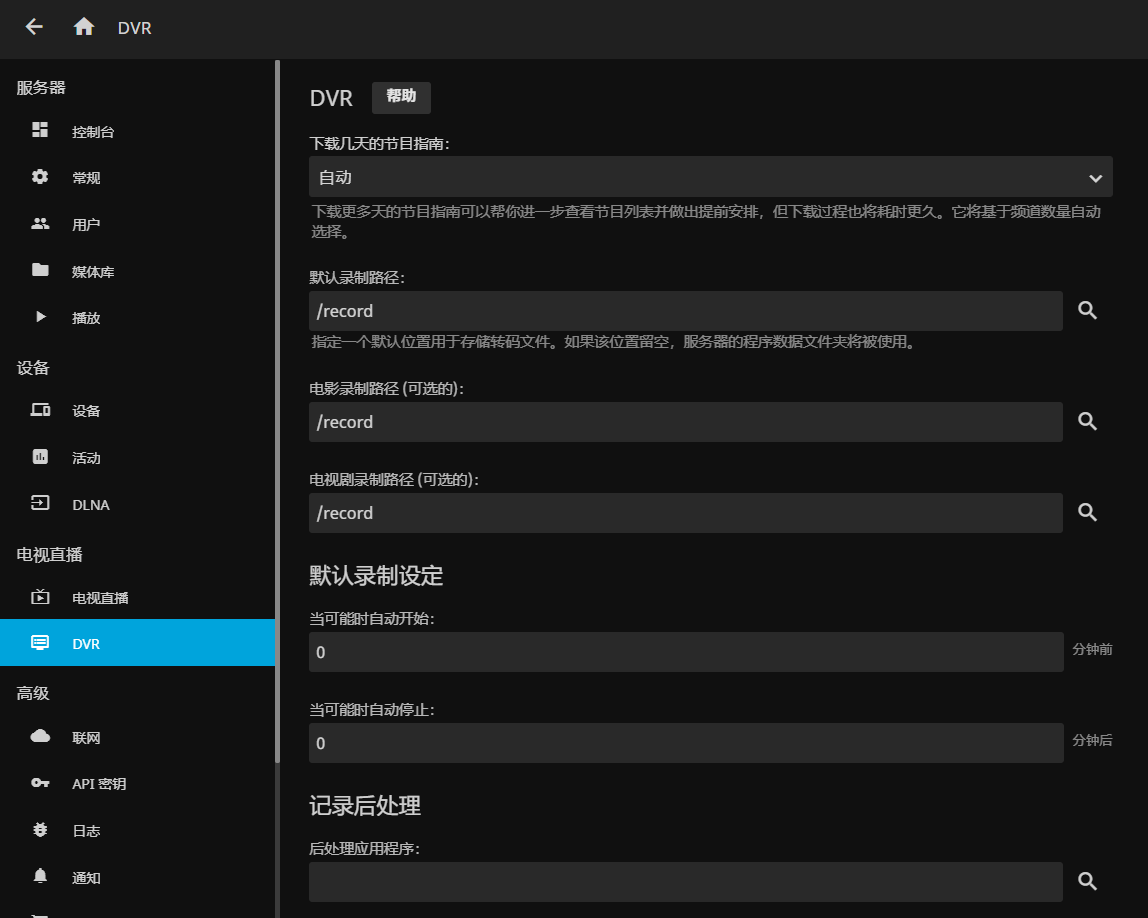 DVR
服务器
控制台
常规
用户
媒体库
播放
设备
设备
活动
DLNA
电视直播
电视直播
DVR
高级
联网
API 密钥
日志
通知
DVR
帮助
下载几天的节目指南:
自动
下载更多天的节目指南可以帮你进一步查看节目列表并做出提前安排，但下载过程也将耗时更久。它将基于频道数量自动
选择。
默认录制路径:
/record
指定一个默认位置用于存储转码文件。如果该位置留空，服务器的程序数据文件夹将被使用。
电影录制路径 (可选的):
/record
电视剧录制路径 (可选的):
/record
默认录制设定
当可能时自动开始:
0
分钟前
当可能时自动停止:
0
分钟后
记录后处理
后处理应用程序: